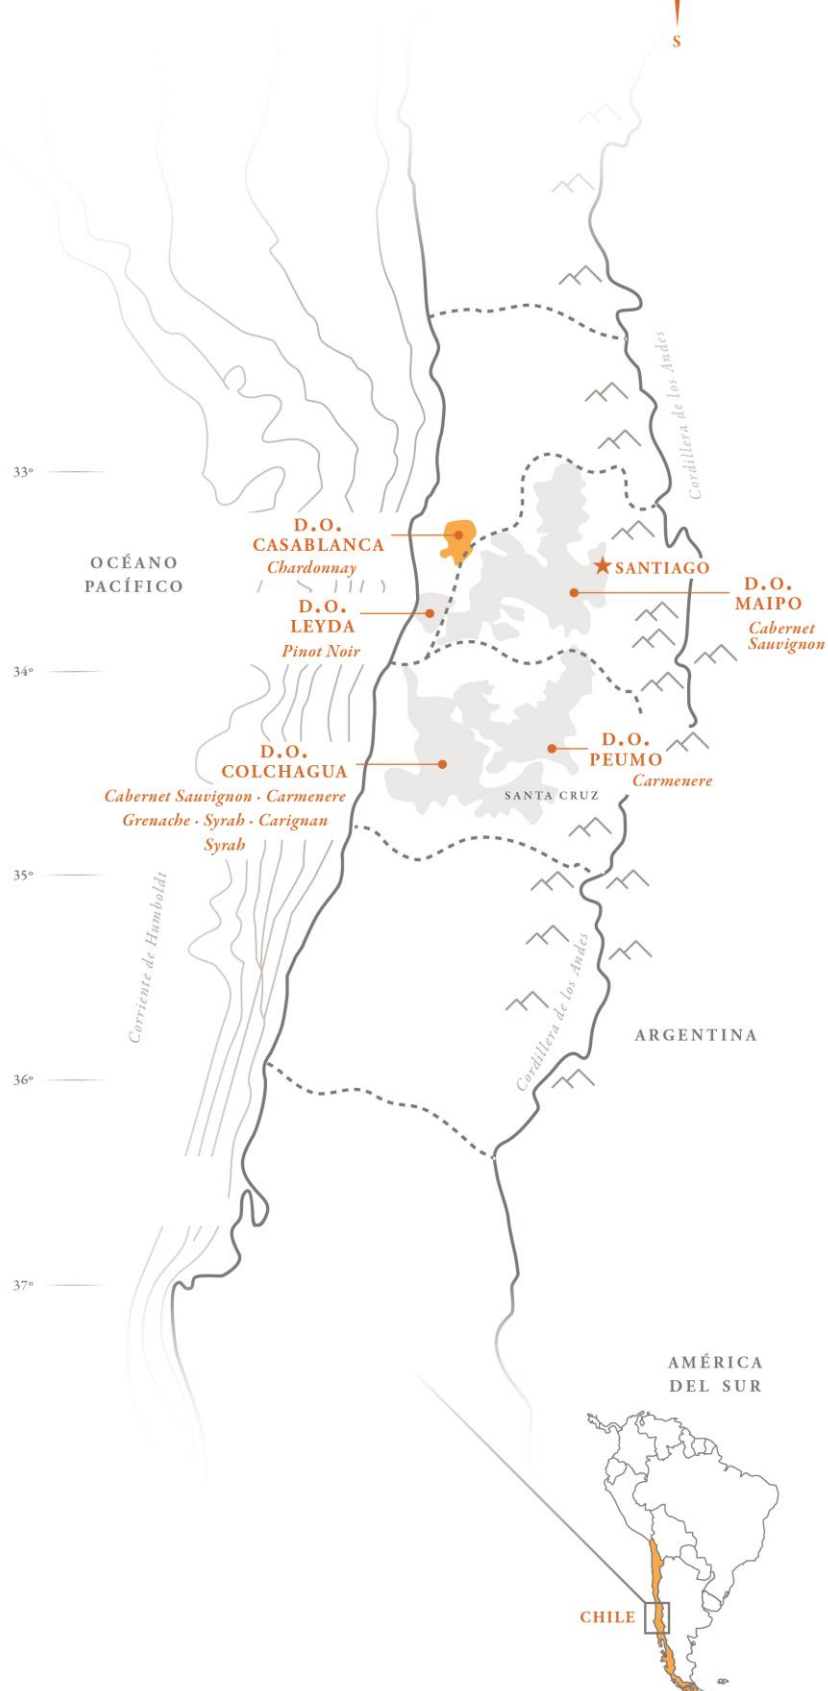 S
Cordillera de los Andes
33°
D.O.
CASABLANCA
Chardonnay
OCÉANO
PACÍFICO
SANTIAGO
D.O.
MAIPO
Cabernet
Sauvignon
D.O.
LEYDA
Pinot Noir
34°
D.O.
PEUMO
Carmenere
D.O.
COLCHAGUA
Cabernet Sauvignon · Carmenere
Grenache · Syrah · Carignan
Syrah
SANTA CRUZ
35°
Corriente de Humboldt
Cordillera de los Andes
ARGENTINA
36°
37°
AMÉRICA
DEL SUR
CHILE